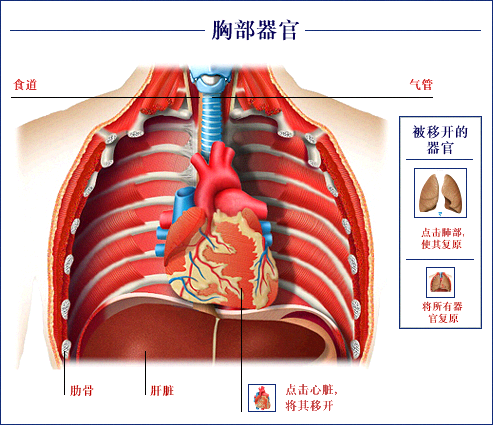 胸部器官
食道
气管
被移开的
器官
点击肺部,
使其复原
将所有器
官复原
肋骨
肝脏
点击心脏,
将其移开